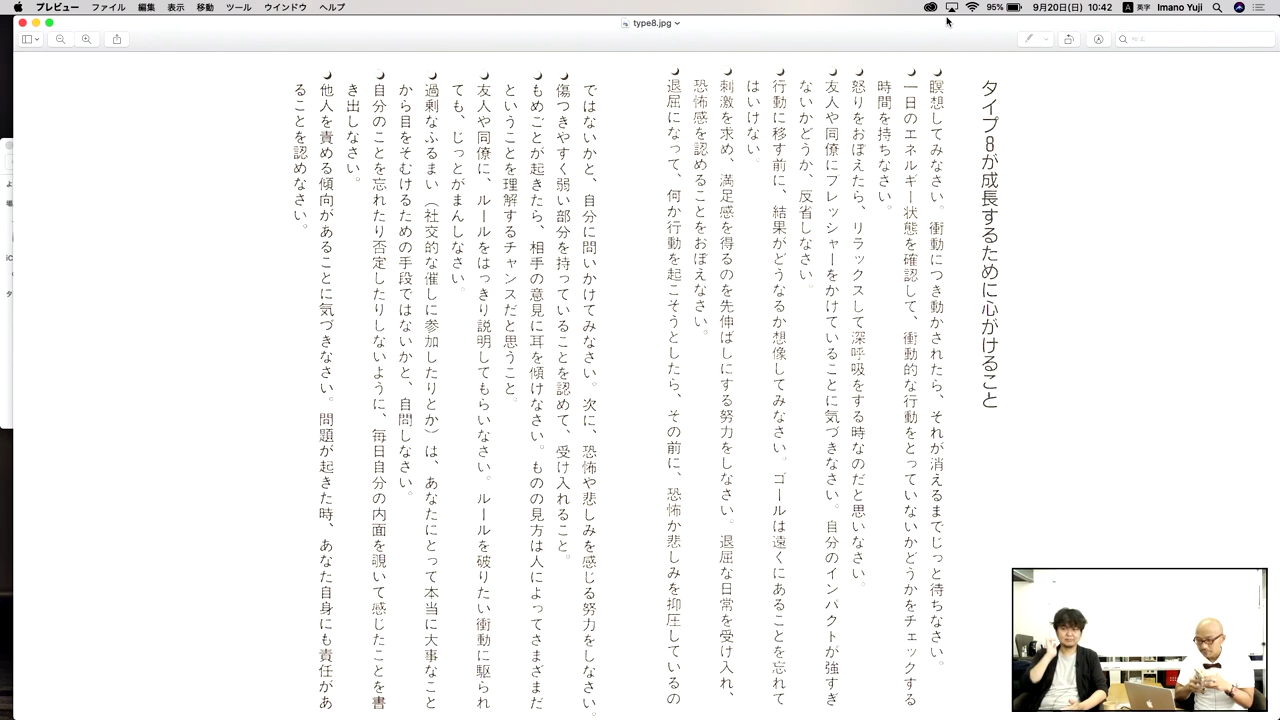 プレビュー ファイル 編集 表示 移動 ツール ウインドウ ヘルプ
95% 9月20日(日) 10:42 A 英字 Imano Yuji
type8.jpg
検索
タイプ8が成長するために心がけること
瞑想してみなさい。衝動につき動かされたら、それが消えるまでじっと待ちなさい。
一日のエネルギー状態を確認して、衝動的な行動をとっていないかどうかをチェックする
時間を持ちなさい。
怒りをおぼえたら、リラックスして深呼吸をする時なのだと思いなさい。
友人や同僚にプレッシャーをかけていることに気づきなさい。自分のインパクトが強すぎ
ないかどうか、反省しなさい。
行動に移す前に、結果がどうなるか想像してみなさい。ゴールは遠くにあることを忘れて
はいけない。
刺激を求め、満足感を得るのを先伸ばしにする努力をしなさい。退屈な日常を受け入れ、
恐怖感を認めることをおぼえなさい。
退屈になって、何か行動を起こそうとしたら、その前に、恐怖か悲しみを抑圧しているの
ではないかと、自分に問いかけてみなさい。次に、恐怖や悲しみを感じる努力をしなさい。
傷つきやすく弱い部分を持っていることを認めて、受け入れること。
もめごとが起きたら、相手の意見に耳を傾けなさい。ものの見方は人によってさまざまだ
ということを理解するチャンスだと思うこと。
友人や同僚に、ルールをはっきり説明してもらいなさい。ルールを破りたい衝動に駆られ
ても、じっとがまんしなさい。
過剰なふるまい（社交的な催しに参加したりとか）は、あなたにとって本当に大事なこと
から目をそむけるための手段ではないかと、自問しなさい。
自分のことを忘れたり否定したりしないように、毎日自分の内面を覗いて感じたことを書
き出しなさい。
他人を責める傾向があることに気づきなさい。問題が起きた時、あなた自身にも責任があ
ることを認めなさい。